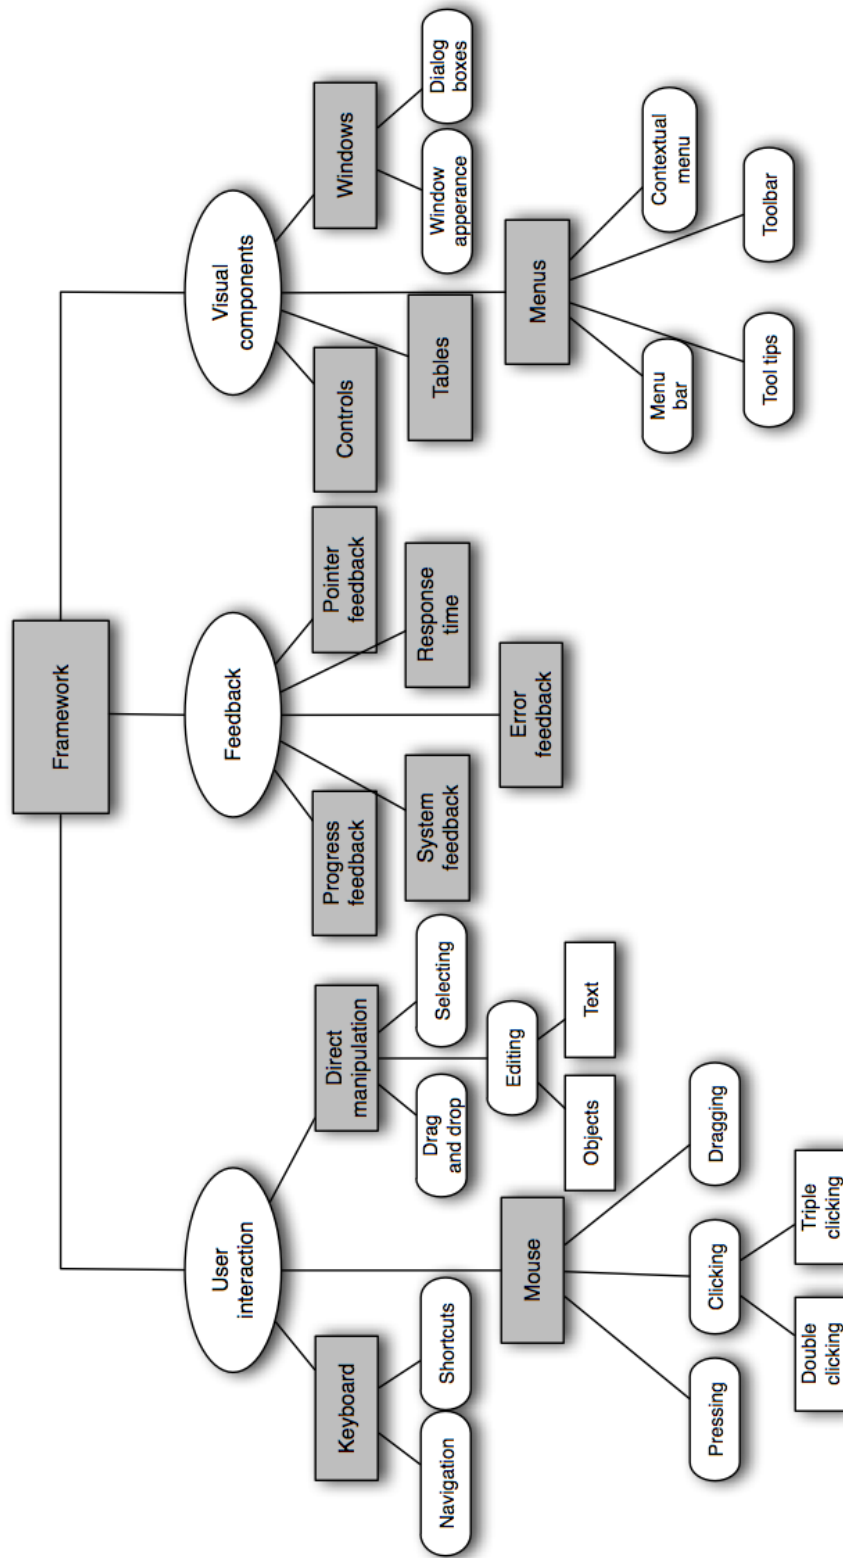 Framework
User
interaction
Feedback
Visual
components
Keyboard
Direct
manipulation
Progress
feedback
Pointer
feedback
Controls
Windows
Navigation
Shortcuts
Drag
and drop
Selecting
System
feedback
Response
time
Tables
Window
apperance
Dialog
boxes
Mouse
Editing
Error
feedback
Menus
Objects
Text
Menu
bar
Contextual
menu
Pressing
Clicking
Dragging
Tool tips
Toolbar
Double
clicking
Triple
clicking